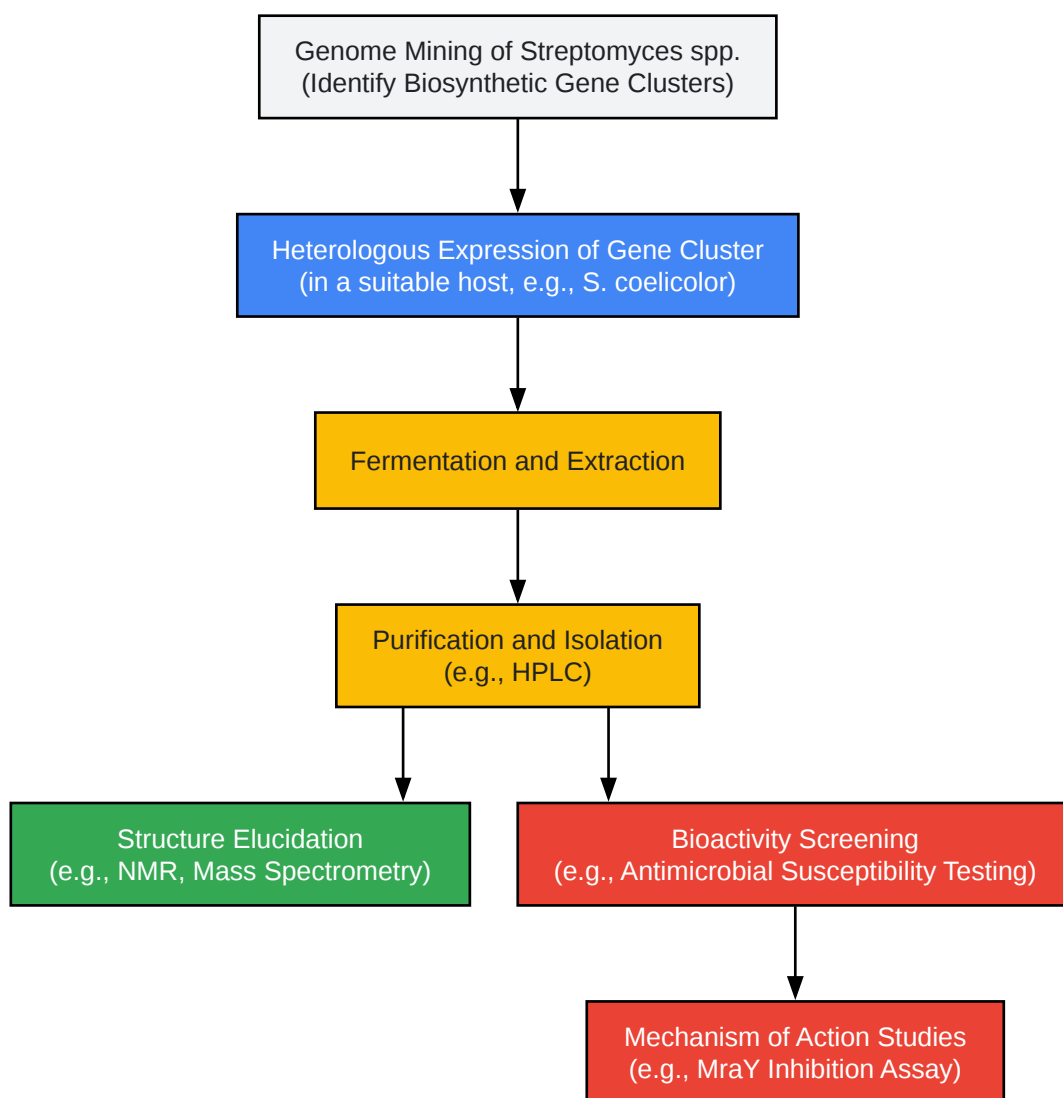 Genome Mining of Streptomyces spp.
(Identify Biosynthetic Gene Clusters)
Heterologous Expression of Gene Cluster
(in a suitable host, e.g., S. coelicolor)
Fermentation and Extraction
Purification and Isolation
(e.g., HPLC)
Structure Elucidation
(e.g., NMR, Mass Spectrometry)
Bioactivity Screening
(e.g., Antimicrobial Susceptibility Testing)
Mechanism of Action Studies
(e.g., MraY Inhibition Assay)